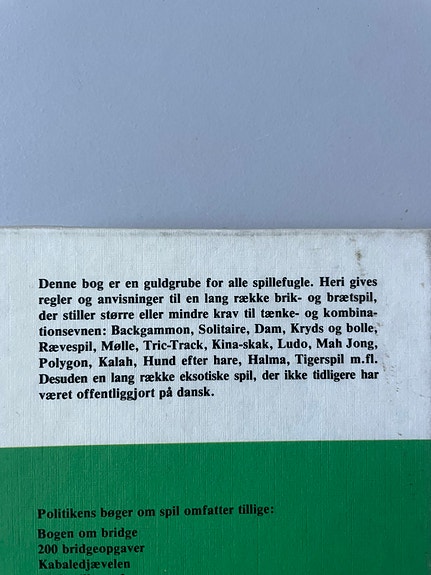 Denne bog er en guldgrube for alle spillefugle. Heri gives
regler og anvisninger til en lang række brik- og brætspil,
der stiller større eller mindre krav til tænke- og kombina-
tionsevnen: Backgammon, Solitaire, Dam, Kryds og bolle,
Rævespil, Mølle, Tric-Track, Kina-skak, Ludo, Mah Jong,
Polygon, Kalah, Hund efter hare, Halma, Tigerspil m.fl.
Desuden en lang række eksotiske spil, der ikke tidligere har
været offentliggjort på dansk.
Politikens bøger om spil omfatter tillige:
Bogen om bridge
200 bridgeopgaver
Kabaledjævelen